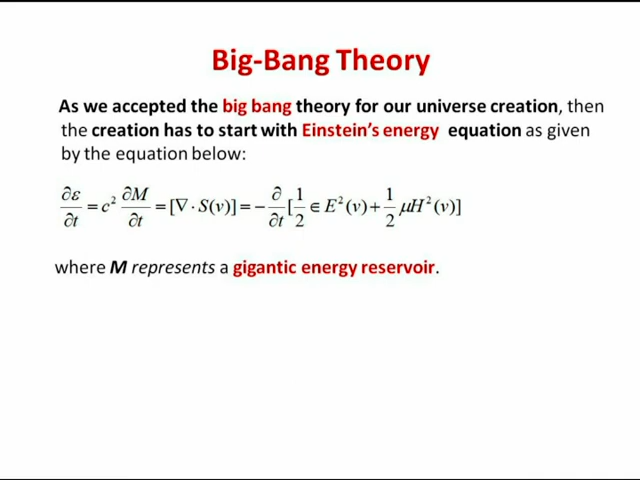 Big-Bang Theory
As we accepted the big bang theory for our universe creation, then
the creation has to start with Einstein's energy equation as given
by the equation below:
∂ε/∂t = c² ∂M/∂t = [∇ · S(v)] = − ∂/∂t [1/2 ∈ E²(v) + 1/2 μH²(v)]
where M represents a gigantic energy reservoir.